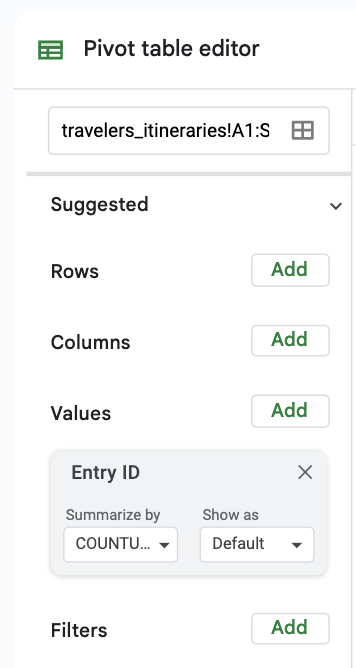 Pivot table editor
travelers_itineraries!A1:S
Suggested
Rows
Add
Columns
Add
Values
Add
Entry ID
Summarize by
Show as
COUNTU...
Default
Filters
Add